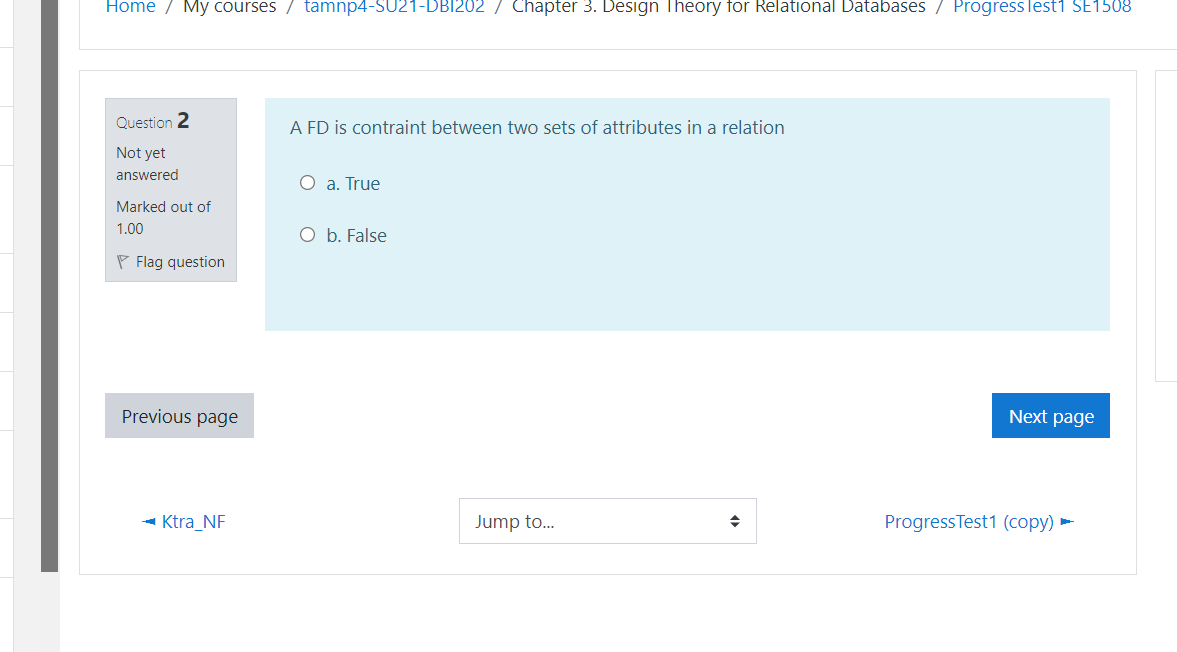 Home / My courses / tamnp4-SU21-DBI202 / Chapter 3. Design Theory for Relational Databases / ProgressTest1 SE1508
Question 2
Not yet
answered
Marked out of
1.00
Flag question
A FD is contraint between two sets of attributes in a relation
a. True
b. False
Previous page
Next page
◄ Ktra_NF
Jump to...
ProgressTest1 (copy) ►